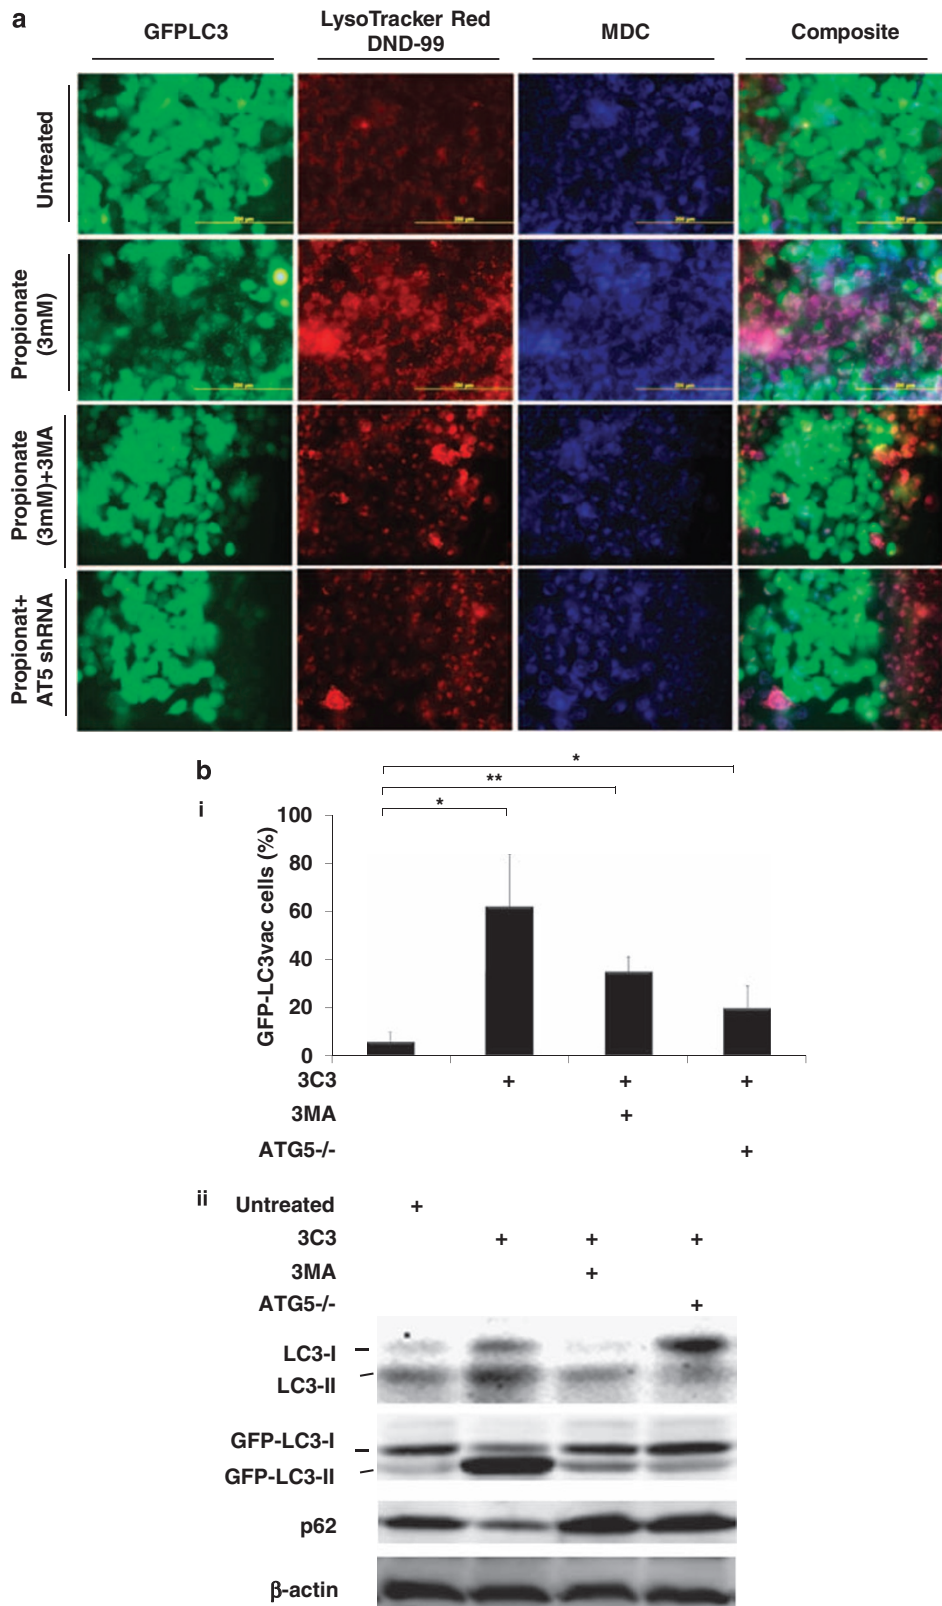 a
GFPLC3
LysoTracker Red
DND-99
MDC
Composite
Untreated
Propionate
(3mM)
Propionate
(3mM)+3MA
Propionat+
AT5 shRNA
b
i
*
**
*
GFP-LC3vac cells (%)
100
80
60
40
20
0
3C3 + + +
3MA +
ATG5-/- +
ii
Untreated +
3C3 + + +
3MA +
ATG5-/- +
LC3-I
LC3-II
GFP-LC3-I
GFP-LC3-II
p62
β-actin